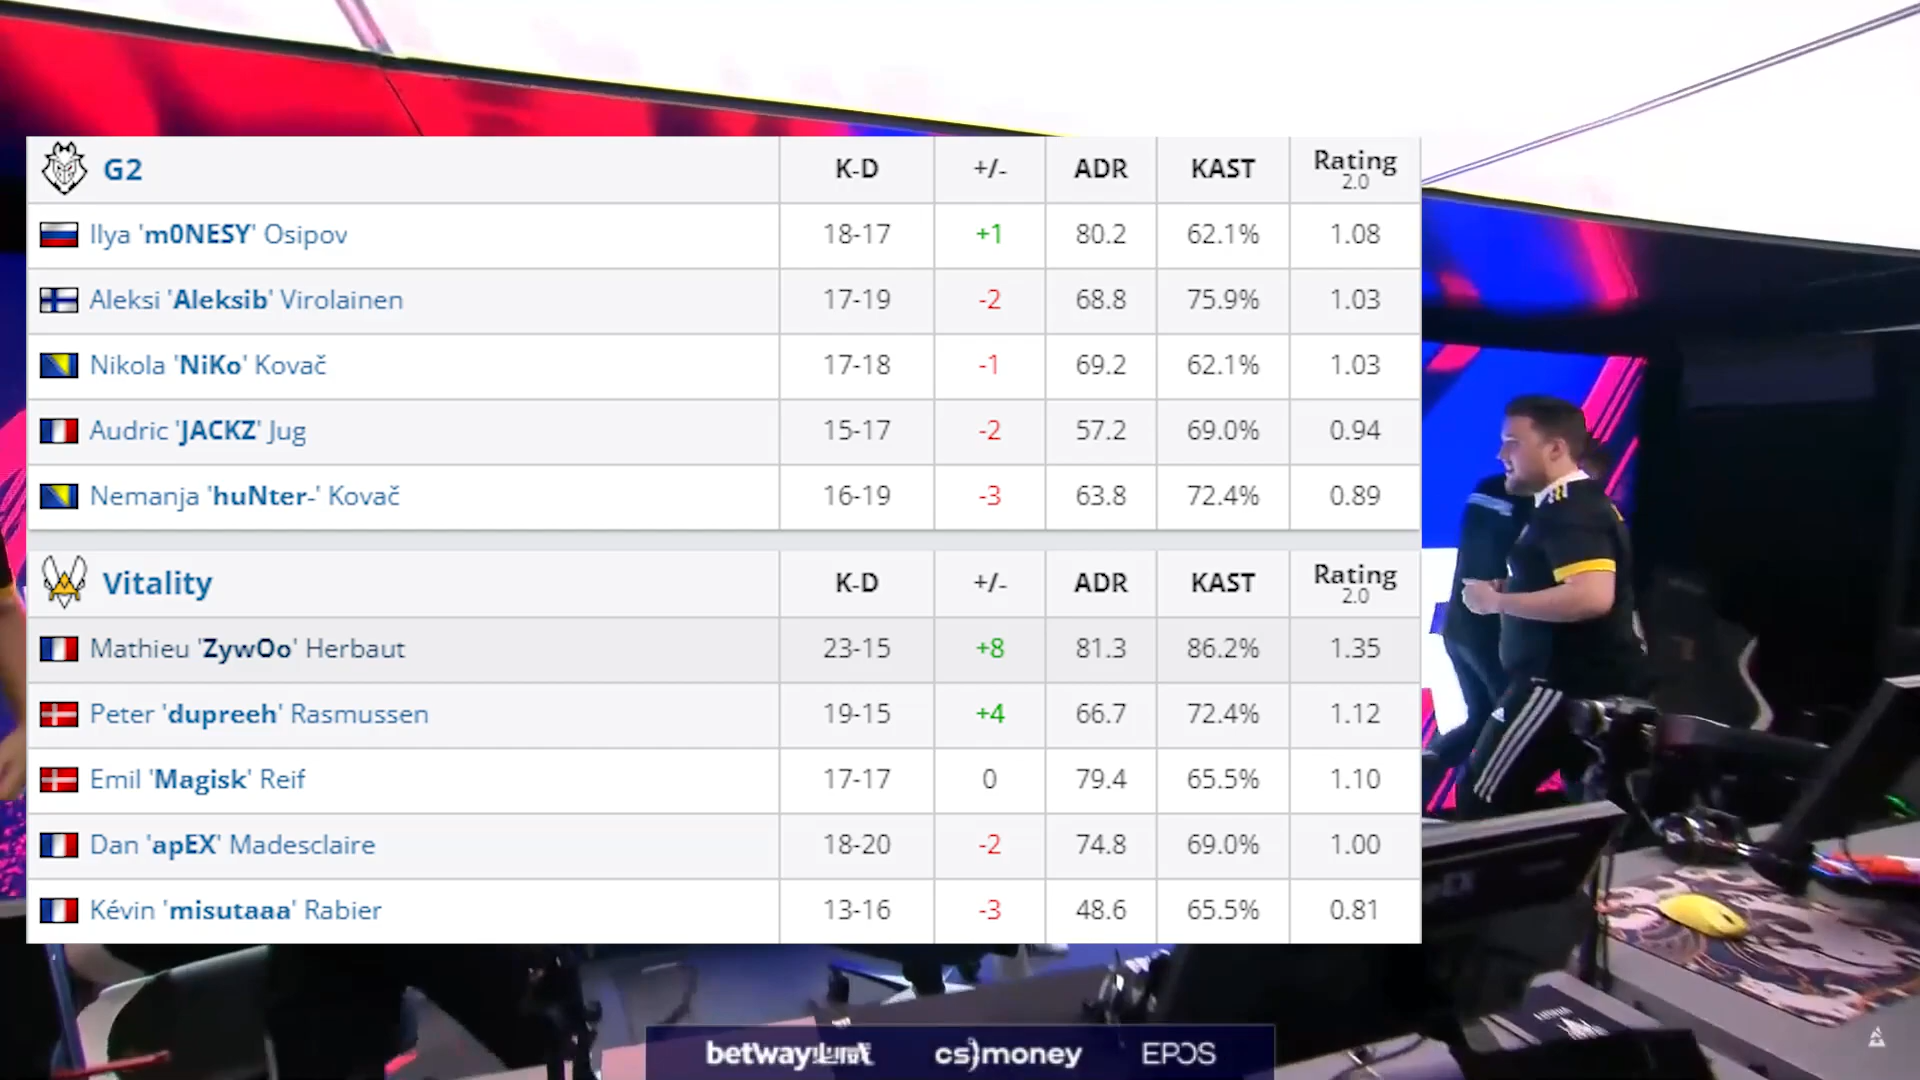 G2 K-D +/- ADR KAST Rating 2.0
Ilya 'm0NESY' Osipov 18-17 +1 80.2 62.1% 1.08
Aleksi 'Aleksib' Virolainen 17-19 -2 68.8 75.9% 1.03
Nikola 'NiKo' Kovač 17-18 -1 69.2 62.1% 1.03
Audric 'JACKZ' Jug 15-17 -2 57.2 69.0% 0.94
Nemanja 'huNter-' Kovač 16-19 -3 63.8 72.4% 0.89
Vitality K-D +/- ADR KAST Rating 2.0
Mathieu 'ZywOo' Herbaut 23-15 +8 81.3 86.2% 1.35
Peter 'dupreeh' Rasmussen 19-15 +4 66.7 72.4% 1.12
Emil 'Magisk' Reif 17-17 0 79.4 65.5% 1.10
Dan 'apEX' Madesclaire 18-20 -2 74.8 69.0% 1.00
Kévin 'misutaaa' Rabier 13-16 -3 48.6 65.5% 0.81
betway cs)money EPOS